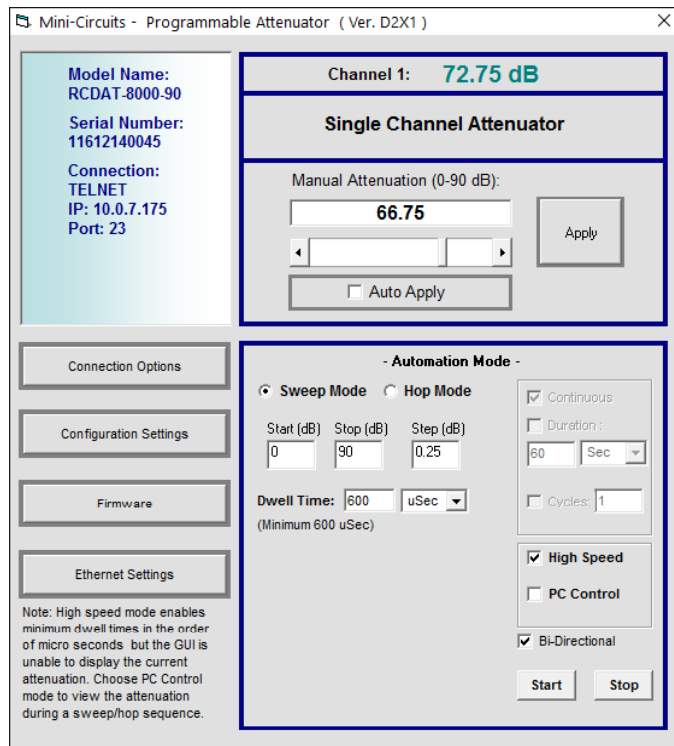 Mini-Circuits - Programmable Attenuator ( Ver. D2X1 )
Model Name:
RCDAT-8000-90
Serial Number:
11612140045
Connection:
TELNET
IP: 10.0.7.175
Port: 23
Channel 1: 72.75 dB
Single Channel Attenuator
Manual Attenuation (0-90 dB):
66.75
Apply
Auto Apply
Connection Options
Configuration Settings
Firmware
Ethernet Settings
Note: High speed mode enables
minimum dwell times in the order
of micro seconds but the GUI is
unable to display the current
attenuation. Choose PC Control
mode to view the attenuation
during a sweep/hop sequence.
- Automation Mode -
Sweep Mode Hop Mode
Start (dB) Stop (dB) Step (dB)
0 90 0.25
Dwell Time: 600 uSec
(Minimum 600 uSec)
Continuous
Duration :
60 Sec
Cycles: 1
High Speed
PC Control
Bi-Directional
Start Stop